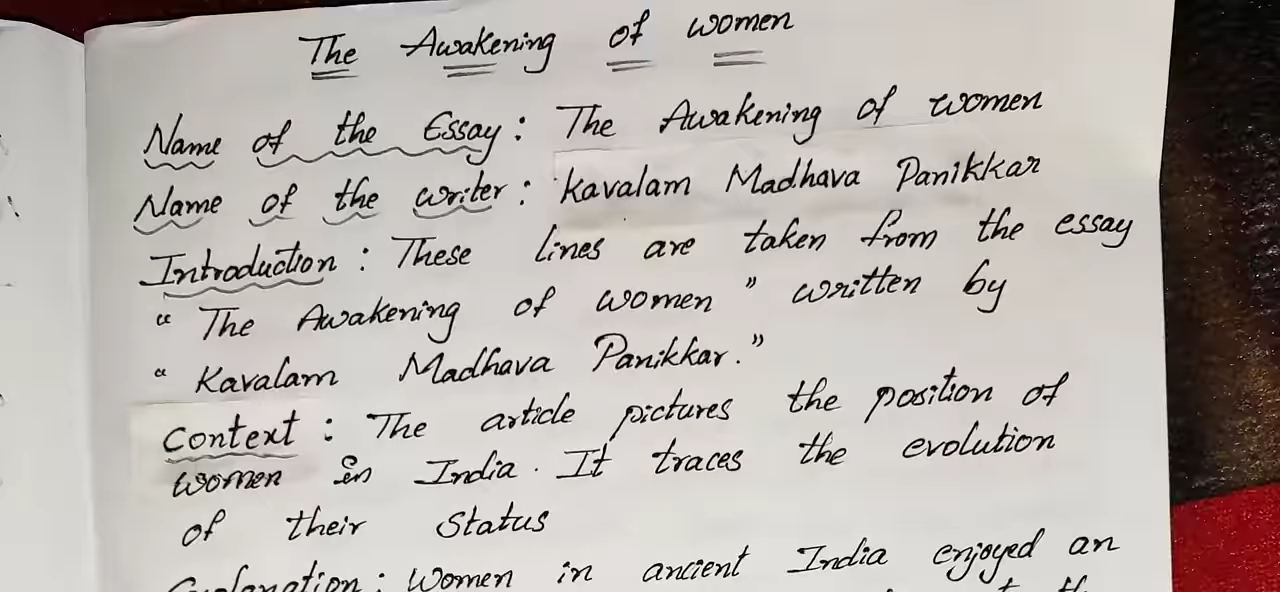 The Awakening of women
Name of the Essay : The Awakening of women
Name of the writer : Kavalam Madhava Panikkar
Introduction : These lines are taken from the essay
“ The Awakening of women ” written by
“ Kavalam Madhava Panikkar. ”
Context : The article pictures the position of
women in India . It traces the evolution
of their Status
Explanation : Women in ancient India enjoyed an